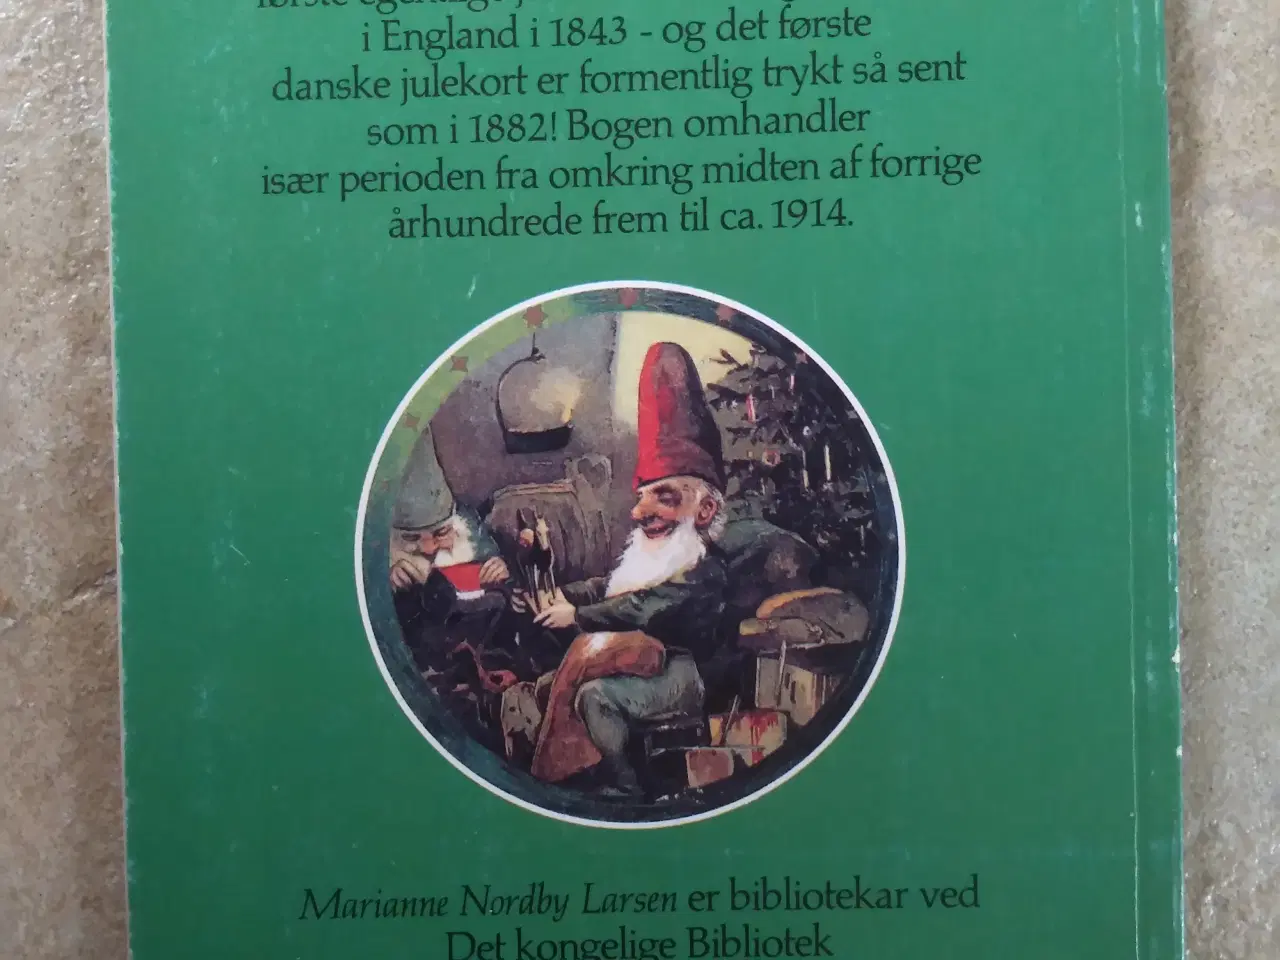 i England i 1843 - og det første
danske julekort er formentlig trykt så sent
som i 1882! Bogen omhandler
især perioden fra omkring midten af forrige
århundrede frem til ca. 1914.
Marianne Nordby Larsen er bibliotekar ved
Det kongelige Bibliotek